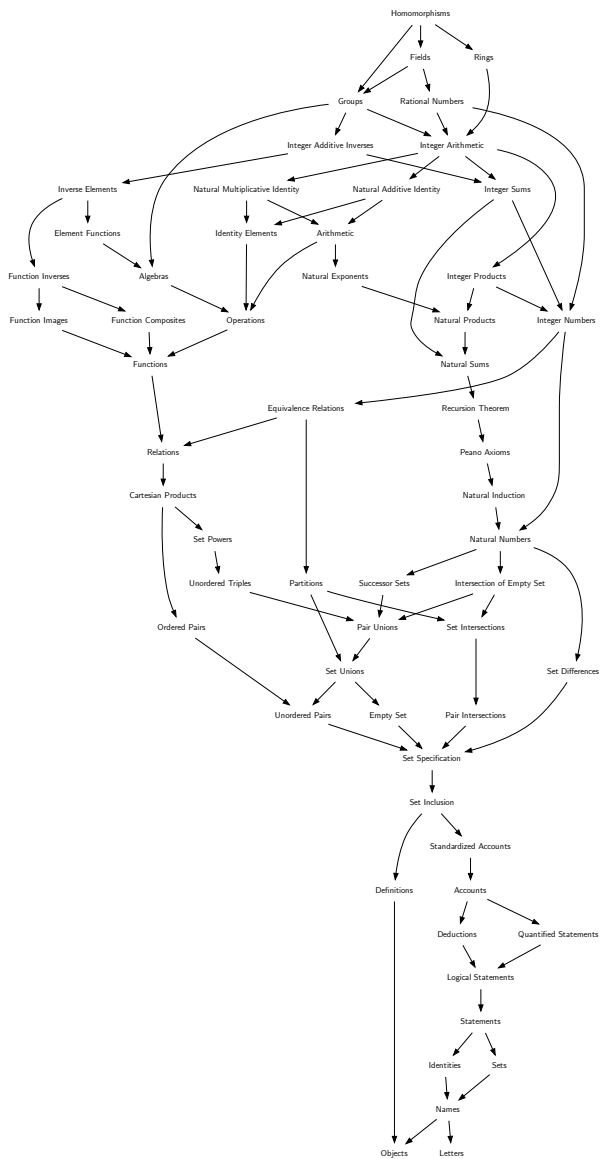 Homomorphisms
Fields
Rings
Groups
Rational Numbers
Integer Additive Inverses
Integer Arithmetic
Inverse Elements
Natural Multiplicative Identity
Natural Additive Identity
Integer Sums
Element Functions
Identity Elements
Arithmetic
Function Inverses
Algebras
Natural Exponents
Integer Products
Function Images
Function Composites
Operations
Natural Products
Integer Numbers
Functions
Natural Sums
Equivalence Relations
Recursion Theorem
Relations
Peano Axioms
Cartesian Products
Natural Induction
Set Powers
Natural Numbers
Unordered Triples
Partitions
Successor Sets
Intersection of Empty Set
Ordered Pairs
Pair Unions
Set Intersections
Set Unions
Set Differences
Unordered Pairs
Empty Set
Pair Intersections
Set Specification
Set Inclusion
Standardized Accounts
Definitions
Accounts
Deductions
Quantified Statements
Logical Statements
Statements
Identities
Sets
Names
Objects
Letters